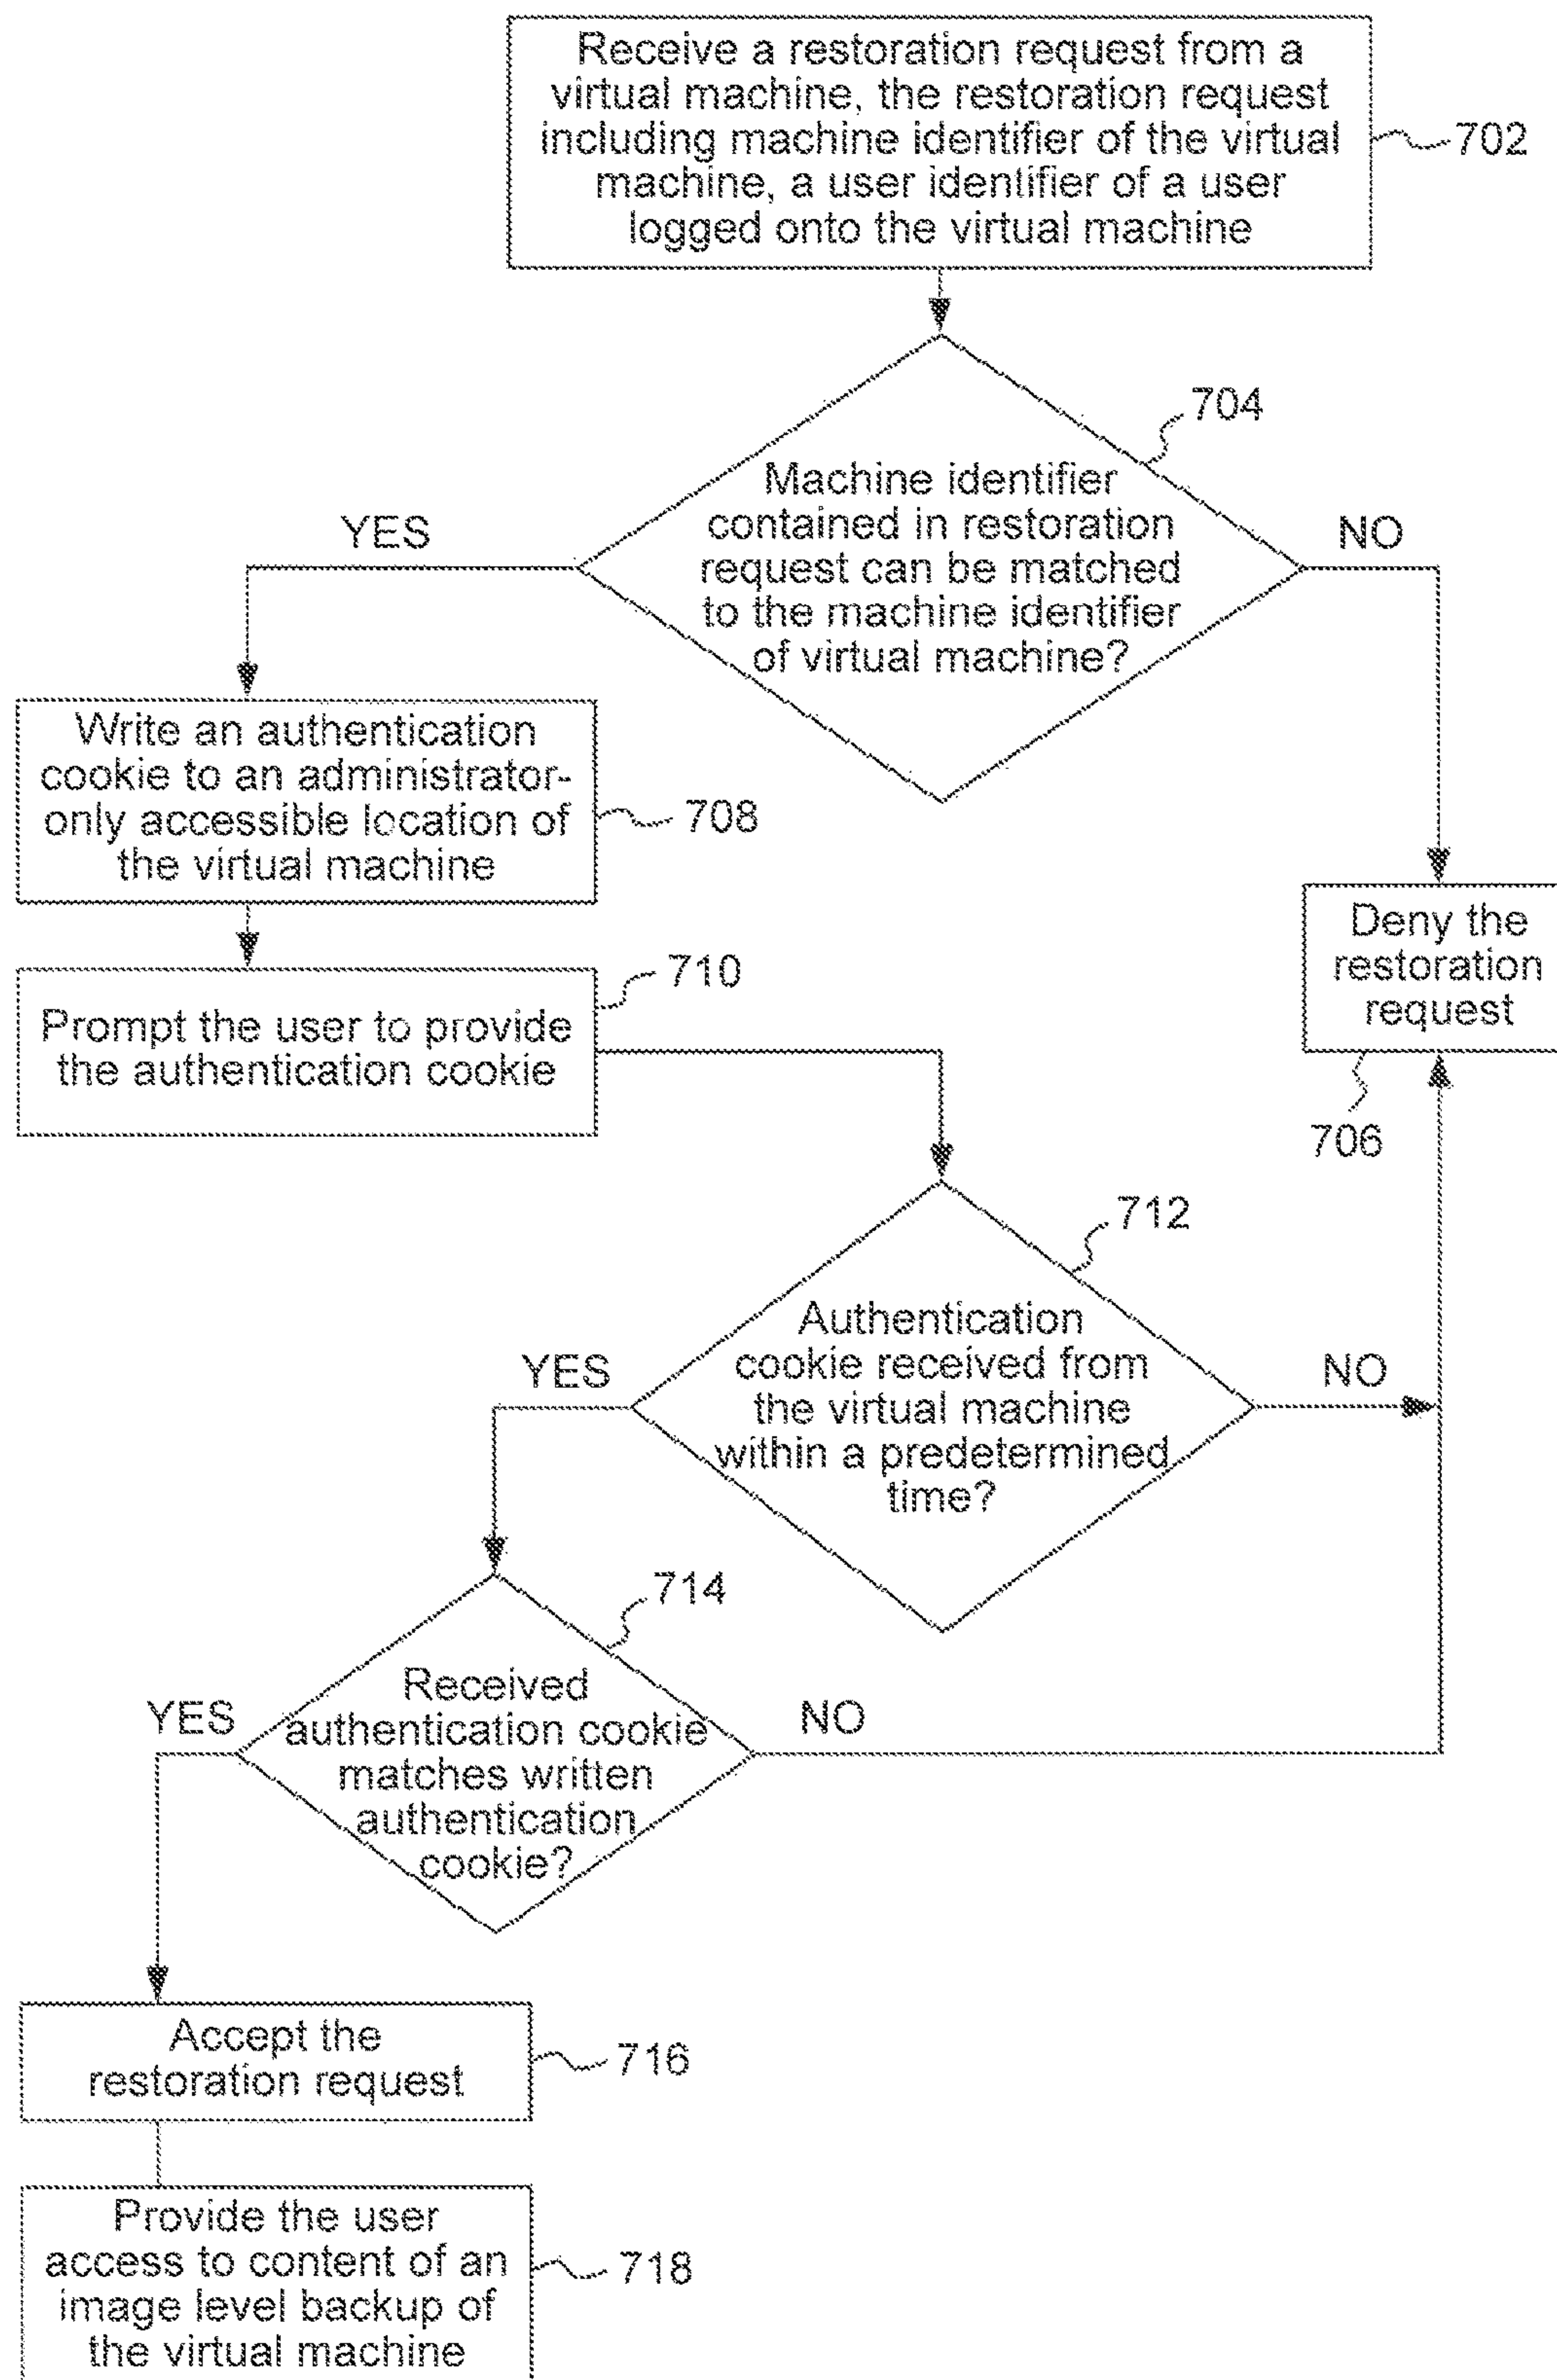 Receive a restoration request from a
virtual machine, the restoration request
including machine identifier of the virtual
machine, a user identifier of a user
logged onto the virtual machine
702
704
Machine identifier
contained in restoration
request can be matched
to the machine identifier
of virtual machine?
YES
NO
Write an authentication
cookie to an administrator-
only accessible location of
the virtual machine
708
Deny the
restoration
request
706
Prompt the user to provide
the authentication cookie
710
712
Authentication
cookie received from
the virtual machine
within a predetermined
time?
YES
NO
714
Received
authentication cookie
matches written
authentication
cookie?
YES
NO
Accept the
restoration request
716
Provide the user
access to content of an
image level backup of
the virtual machine
718